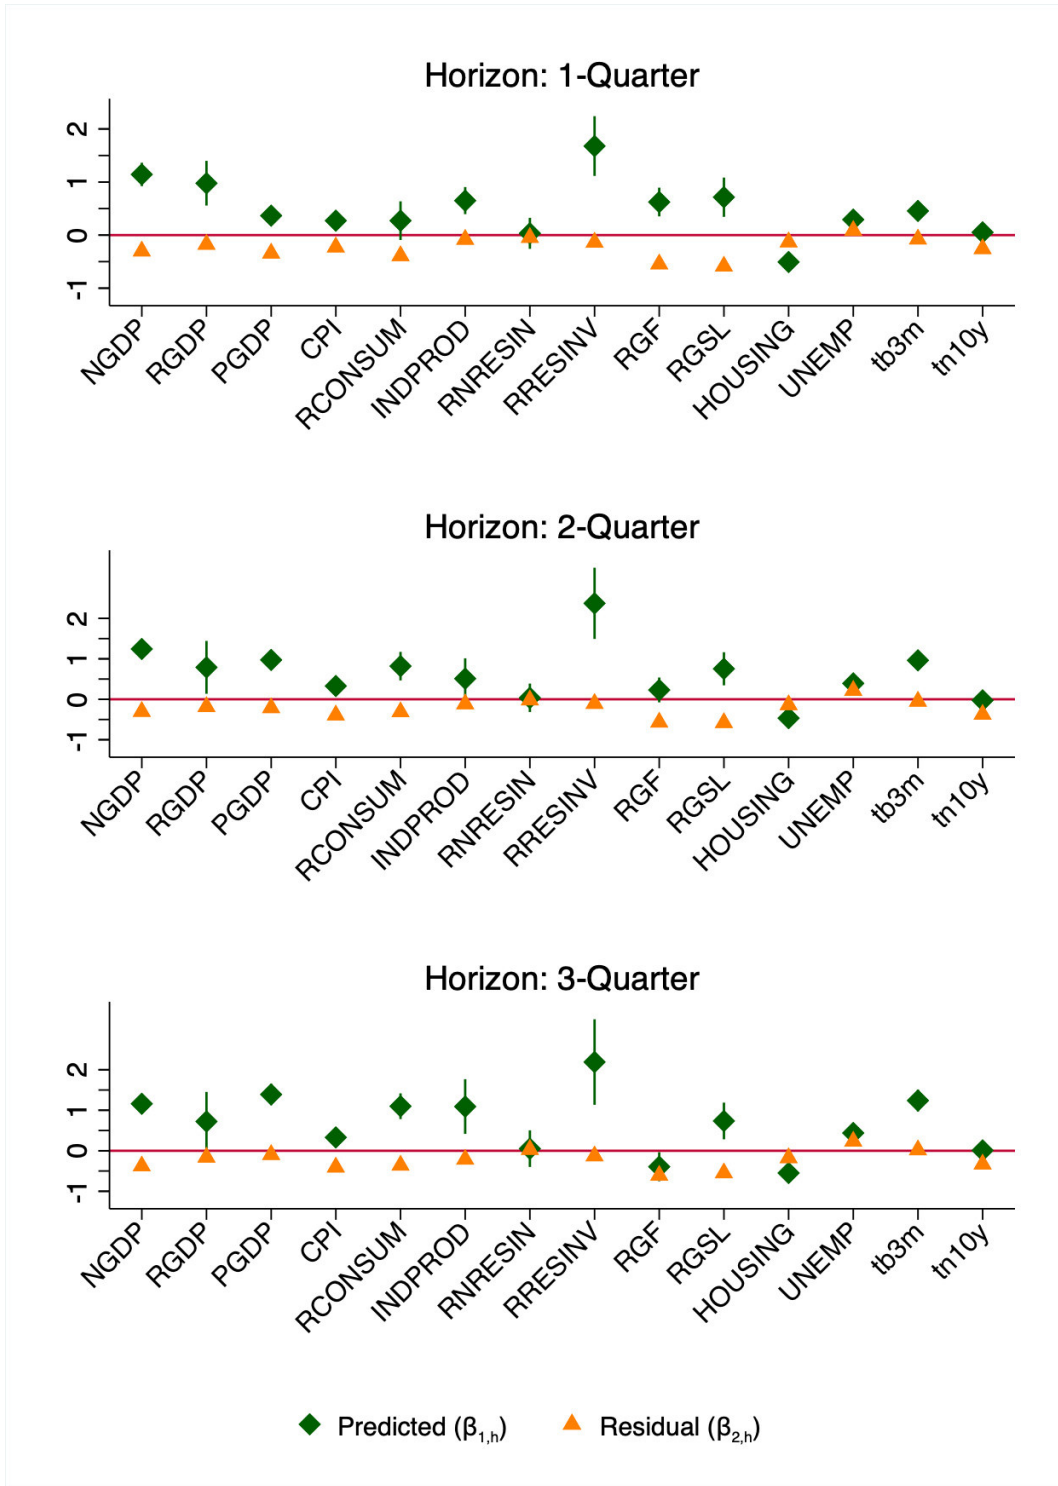 Horizon: 1-Quarter
2
1
0
-1
NGDP RGDP PGDP CPI RCONSUM INDPROD RNRESIN RRESINV RGF RGSL HOUSING UNEMP tb3m tn10y
Horizon: 2-Quarter
2
1
0
-1
NGDP RGDP PGDP CPI RCONSUM INDPROD RNRESIN RRESINV RGF RGSL HOUSING UNEMP tb3m tn10y
Horizon: 3-Quarter
2
1
0
-1
NGDP RGDP PGDP CPI RCONSUM INDPROD RNRESIN RRESINV RGF RGSL HOUSING UNEMP tb3m tn10y
Predicted (β1,h) Residual (β2,h)